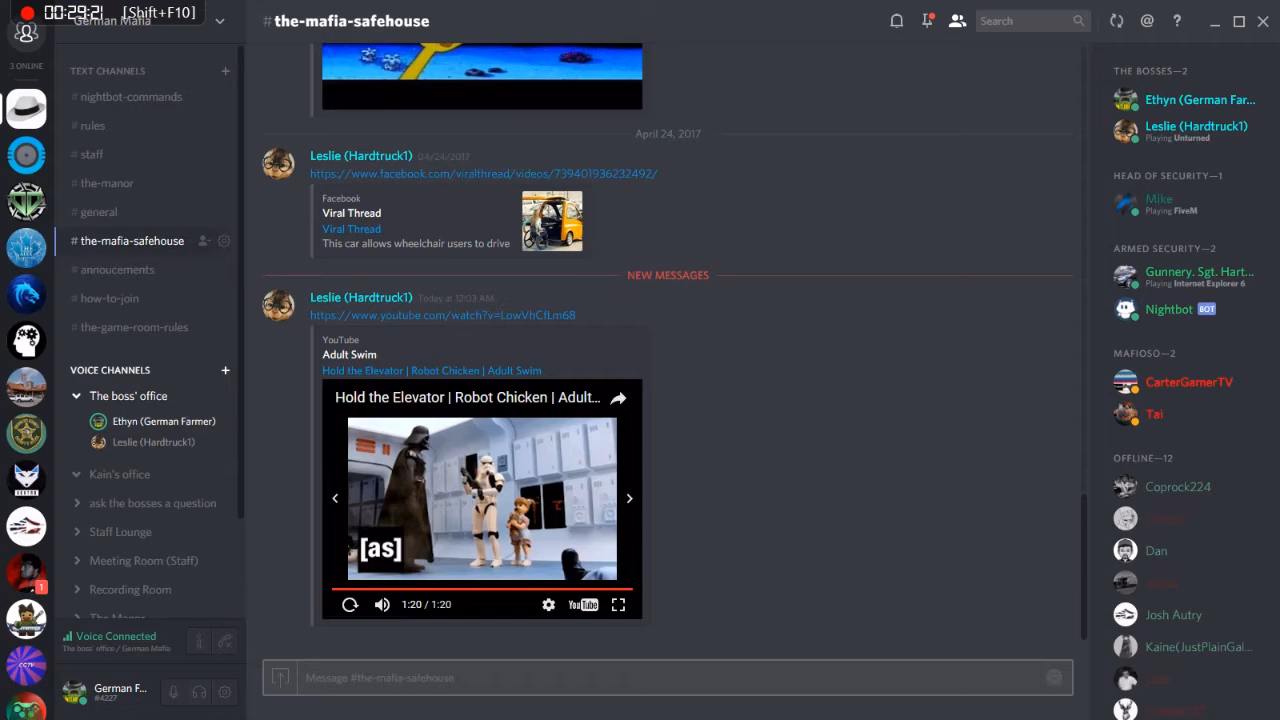 00:29:21 [Shift+F10]
German Mafia
3 ONLINE
TEXT CHANNELS
# nightbot-commands
# rules
# staff
# the-manor
# general
# the-mafia-safehouse
# annoucements
# how-to-join
# the-game-room-rules
VOICE CHANNELS
The boss' office
Ethyn (German Farmer)
Leslie (Hardtruck1)
Kain's office
ask the bosses a question
Staff Lounge
Meeting Room (Staff)
Recording Room
The Manor
Voice Connected
The boss' office / German Mafia
German F...
#4227
1
# the-mafia-safehouse
Search
April 24, 2017
Leslie (Hardtruck1) 04/24/2017
https://www.facebook.com/viralthread/videos/739401936232492/
Facebook
Viral Thread
Viral Thread
This car allows wheelchair users to drive
NEW MESSAGES
Leslie (Hardtruck1) Today at 12:03 AM
https://www.youtube.com/watch?v=LowVhCfLm68
YouTube
Adult Swim
Hold the Elevator | Robot Chicken | Adult Swim
Hold the Elevator | Robot Chicken | Adult...
[as]
1:20 / 1:20
YouTube
Message #the-mafia-safehouse
THE BOSSES—2
Ethyn (German Far...
Leslie (Hardtruck1)
Playing Unturned
HEAD OF SECURITY—1
Mike
Playing FiveM
ARMED SECURITY—2
Gunnery. Sgt. Hart...
Playing Internet Explorer 6
Nightbot BOT
MAFIOSO—2
CarterGamerTV
Tai
OFFLINE—12
Coprock224
Dan
Josh Autry
Kaine(JustPlainGal...